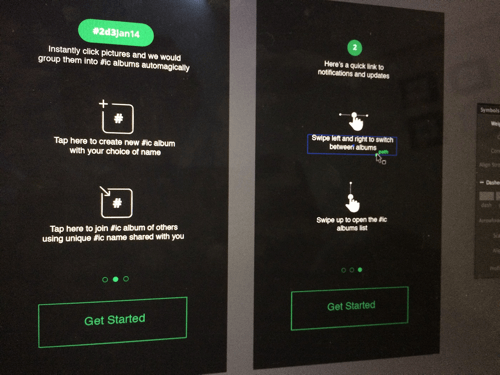 #2d3jan14
Instantly click pictures and we would
group them into #ic albums automagically
#
Tap here to create new #ic album
with your choice of name
#
Tap here to join #ic album of others
using unique #ic name shared with you
Get Started
2
Here's a quick link to
notifications and updates
Swipe left and right to switch
between albums
path
Swipe up to open the #ic
albums list
Get Started
Symbols